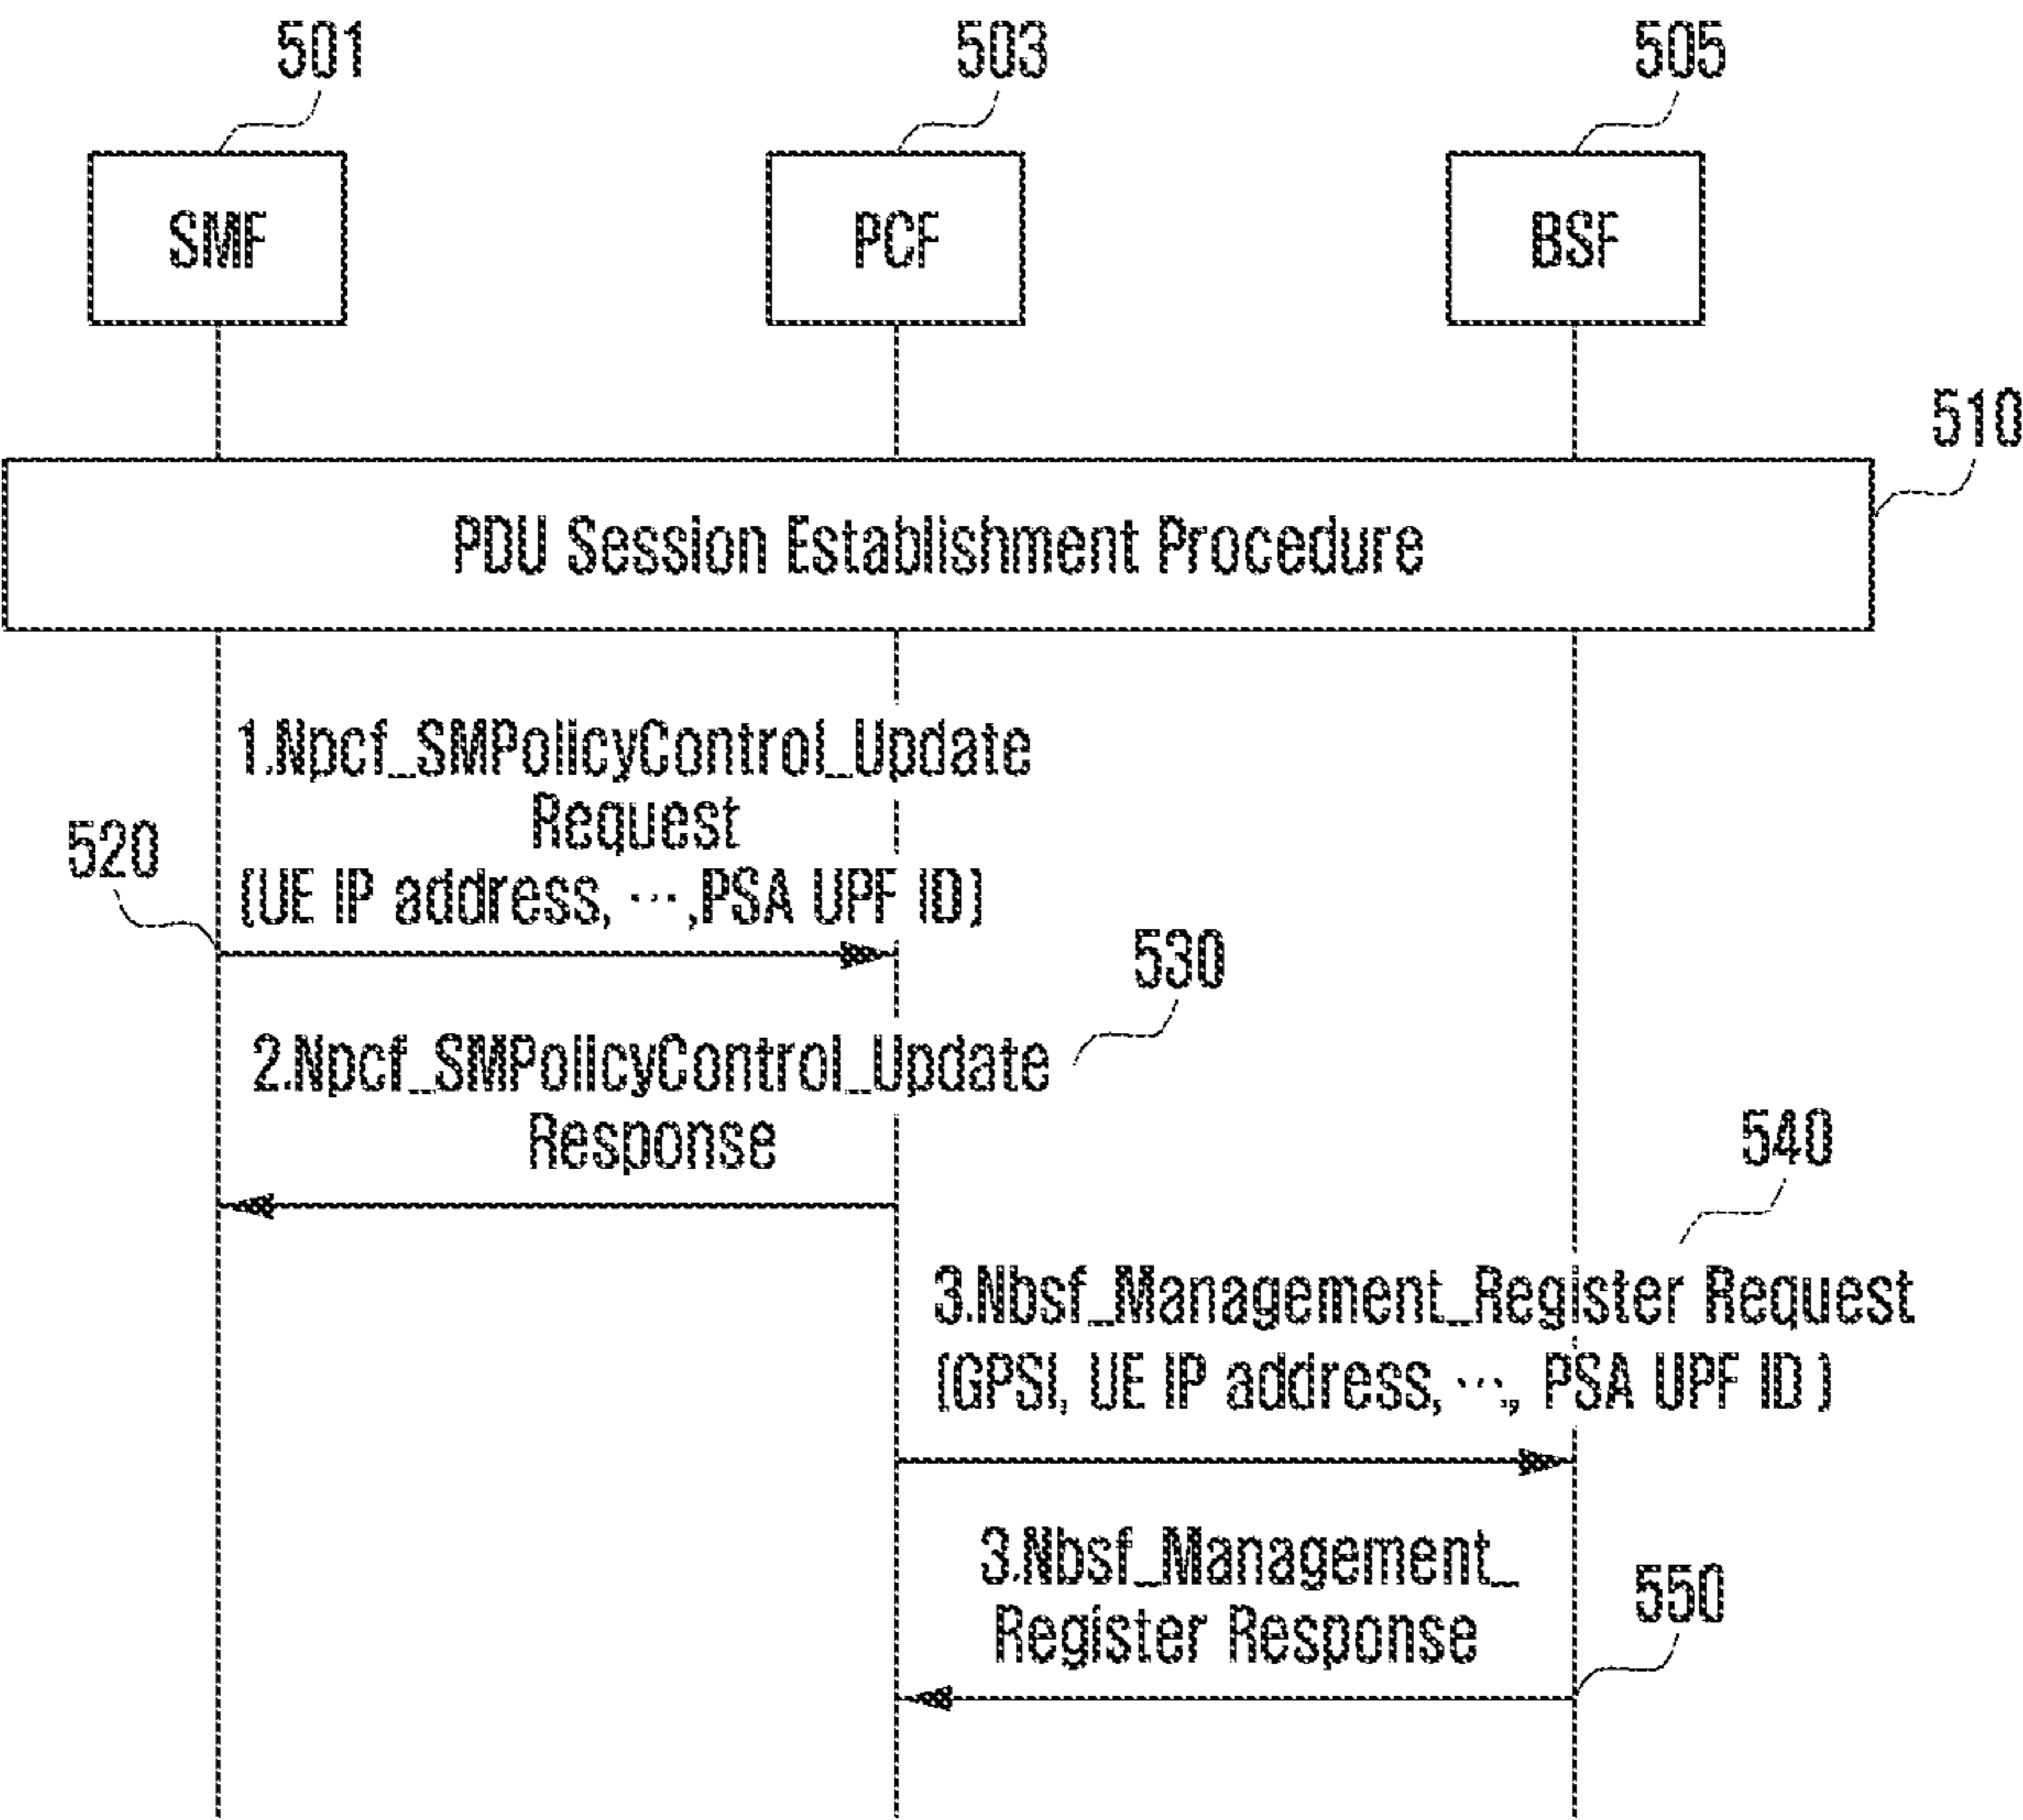 501
503
505
SMF
PCF
BSF
510
PDU Session Establishment Procedure
1.Npcf_SMPolicyControl_Update
Request
520
(UE IP address, ···,PSA UPF ID)
530
2.Npcf_SMPolicyControl_Update
Response
540
3.Nbsf_Management_Register Request
(GPSI, UE IP address, ···, PSA UPF ID )
3.Nbsf_Management_
Register Response
550